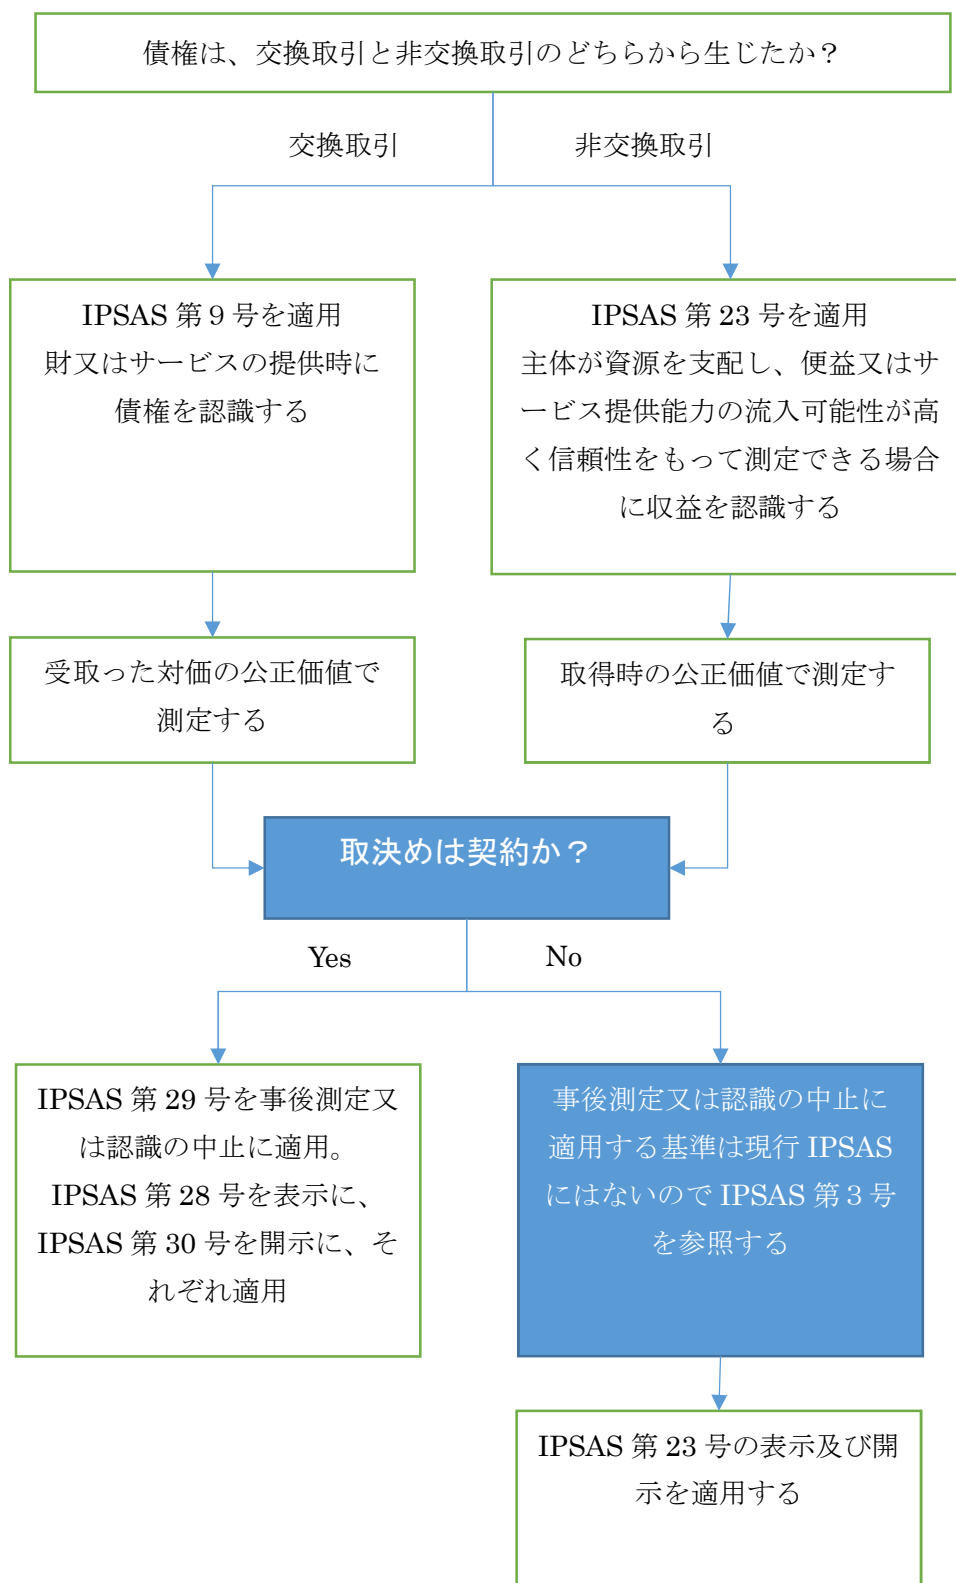 債権は、交換取引と非交換取引のどちらから生じたか？
交換取引
非交換取引
IPSAS 第 9 号を適用
財又はサービスの提供時に
債権を認識する
IPSAS 第 23 号を適用
主体が資源を支配し、便益又はサ
ービス提供能力の流入可能性が高
く信頼性をもって測定できる場合
に収益を認識する
受取った対価の公正価値で
測定する
取得時の公正価値で測定す
る
取決めは契約か？
Yes
No
IPSAS 第 29 号を事後測定又
は認識の中止に適用。
IPSAS 第 28 号を表示に、
IPSAS 第 30 号を開示に、そ
れぞれ適用
事後測定又は認識の中止に
適用する基準は現行 IPSAS
にはないので IPSAS 第 3 号
を参照する
IPSAS 第 23 号の表示及び開
示を適用する